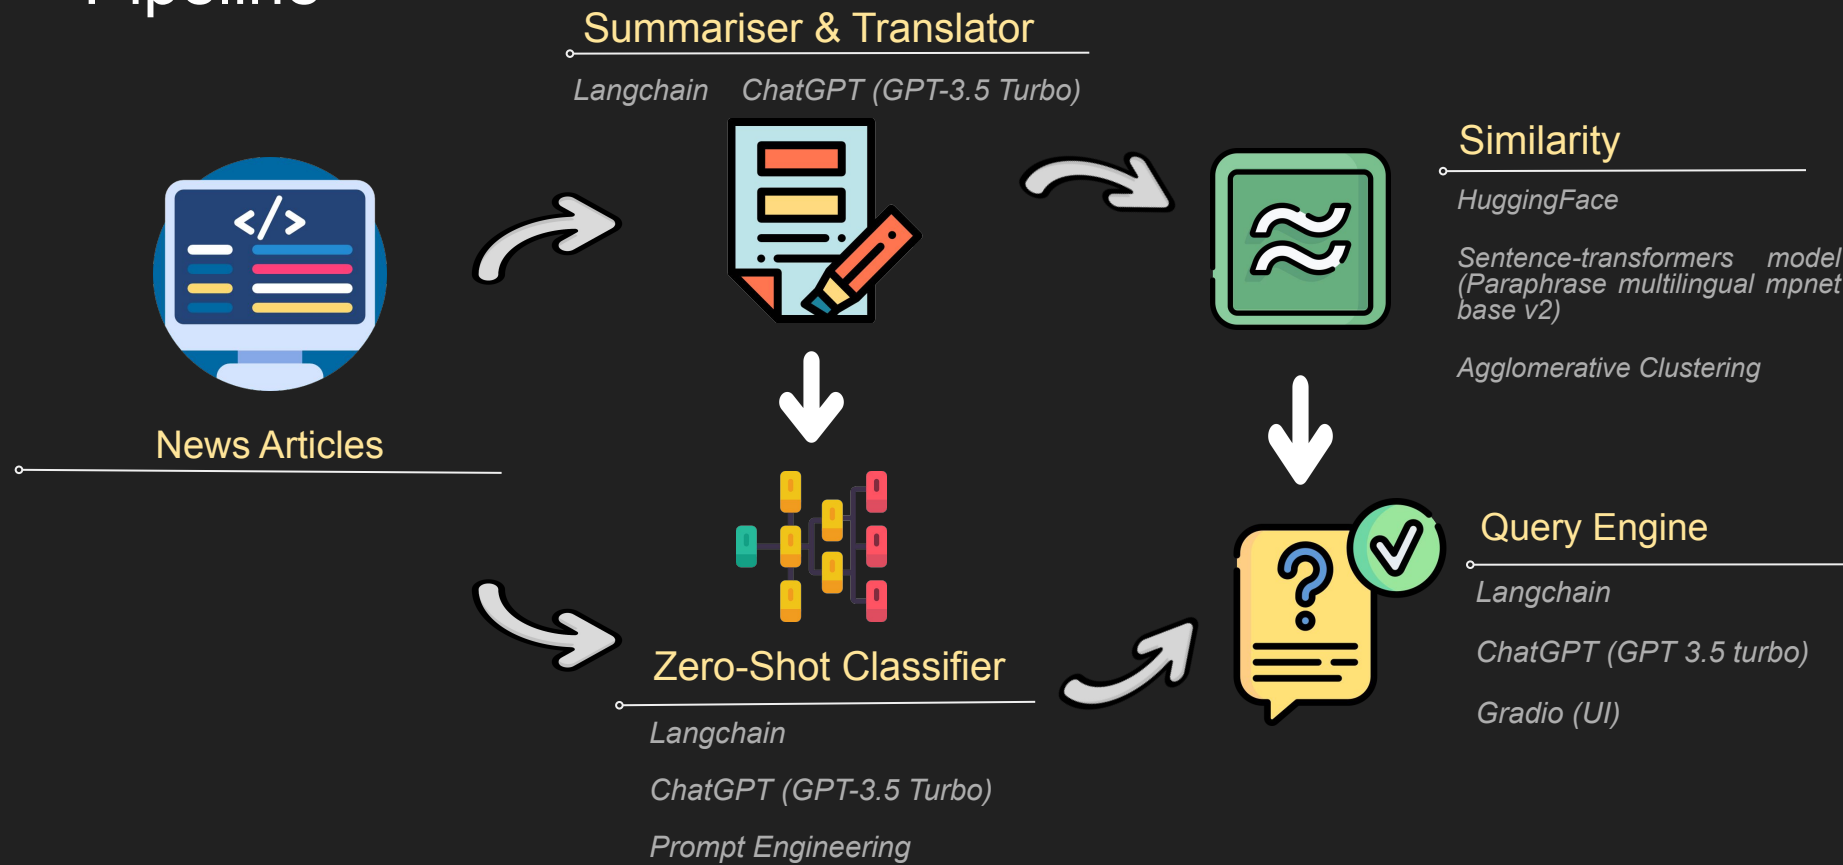 Pipeline
Summariser & Translator
Langchain ChatGPT (GPT-3.5 Turbo)
</>
News Articles
Similarity
HuggingFace
Sentence-transformers model
(Paraphrase multilingual mpnet
base v2)
Agglomerative Clustering
Zero-Shot Classifier
Langchain
ChatGPT (GPT-3.5 Turbo)
Prompt Engineering
?
Query Engine
Langchain
ChatGPT (GPT 3.5 turbo)
Gradio (UI)